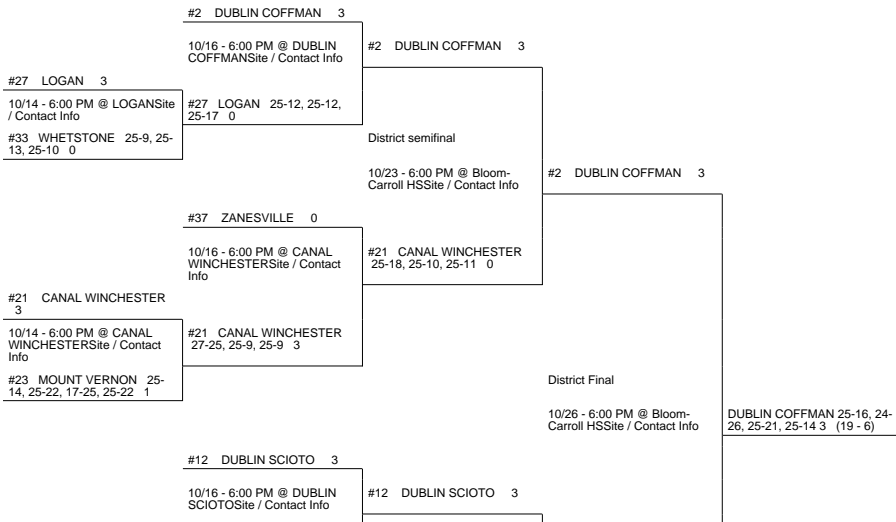 #2 DUBLIN COFFMAN 3
10/16 - 6:00 PM @ DUBLIN
COFFMANSite / Contact Info
#2 DUBLIN COFFMAN 3
#27 LOGAN 3
10/14 - 6:00 PM @ LOGANSite
/ Contact Info
#27 LOGAN 25-12, 25-12,
25-17 0
#33 WHETSTONE 25-9, 25-
13, 25-10 0
District semifinal
10/23 - 6:00 PM @ Bloom-
Carroll HSSite / Contact Info
#2 DUBLIN COFFMAN 3
#37 ZANESVILLE 0
10/16 - 6:00 PM @ CANAL
WINCHESTERSite / Contact
Info
#21 CANAL WINCHESTER
25-18, 25-10, 25-11 0
#21 CANAL WINCHESTER
3
10/14 - 6:00 PM @ CANAL
WINCHESTERSite / Contact
Info
#21 CANAL WINCHESTER
27-25, 25-9, 25-9 3
#23 MOUNT VERNON 25-
14, 25-22, 17-25, 25-22 1
District Final
10/26 - 6:00 PM @ Bloom-
Carroll HSSite / Contact Info
DUBLIN COFFMAN 25-16, 24-
26, 25-21, 25-14 3 (19 - 6)
#12 DUBLIN SCIOTO 3
10/16 - 6:00 PM @ DUBLIN
SCIOTOSite / Contact Info
#12 DUBLIN SCIOTO 3